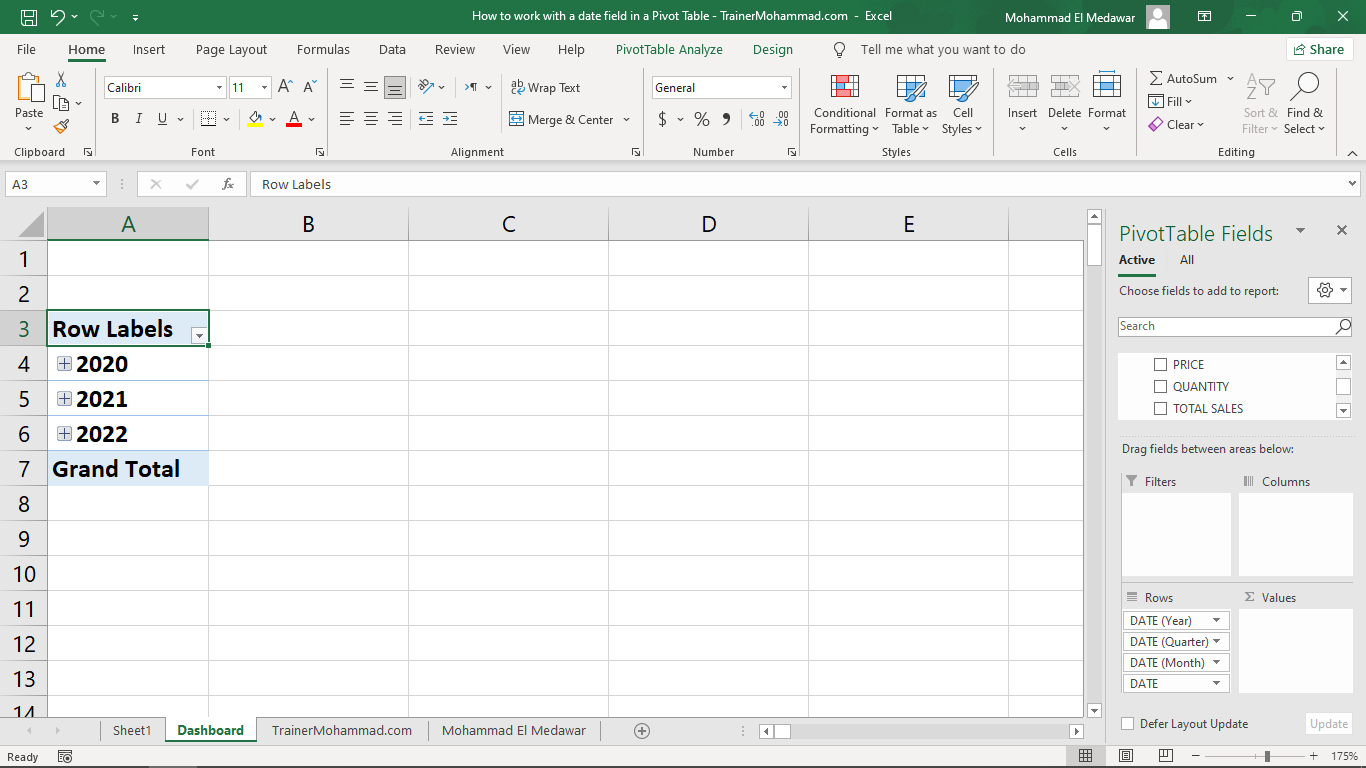 How to work with a date field in a Pivot Table - TrainerMohammad.com - Excel
Mohammad El Medawar
File Home Insert Page Layout Formulas Data Review View Help PivotTable Analyze Design Tell me what you want to do Share
Paste
Calibri 11
B I U A
Wrap Text
Merge & Center
General
$ %
Conditional Formatting
Format as Table
Cell Styles
Insert Delete Format
AutoSum
Fill
Clear
Sort & Filter
Find & Select
Clipboard Font Alignment Number Styles Cells Editing
A3 fx Row Labels
A B C D E
1
2
3 Row Labels
4 2020
5 2021
6 2022
7 Grand Total
8
9
10
11
12
13
14
PivotTable Fields
Active All
Choose fields to add to report:
Search
PRICE
QUANTITY
TOTAL SALES
Drag fields between areas below:
Filters Columns
Rows Σ Values
DATE (Year)
DATE (Quarter)
DATE (Month)
DATE
Defer Layout Update Update
Sheet1 Dashboard TrainerMohammad.com Mohammad El Medawar
Ready 175%